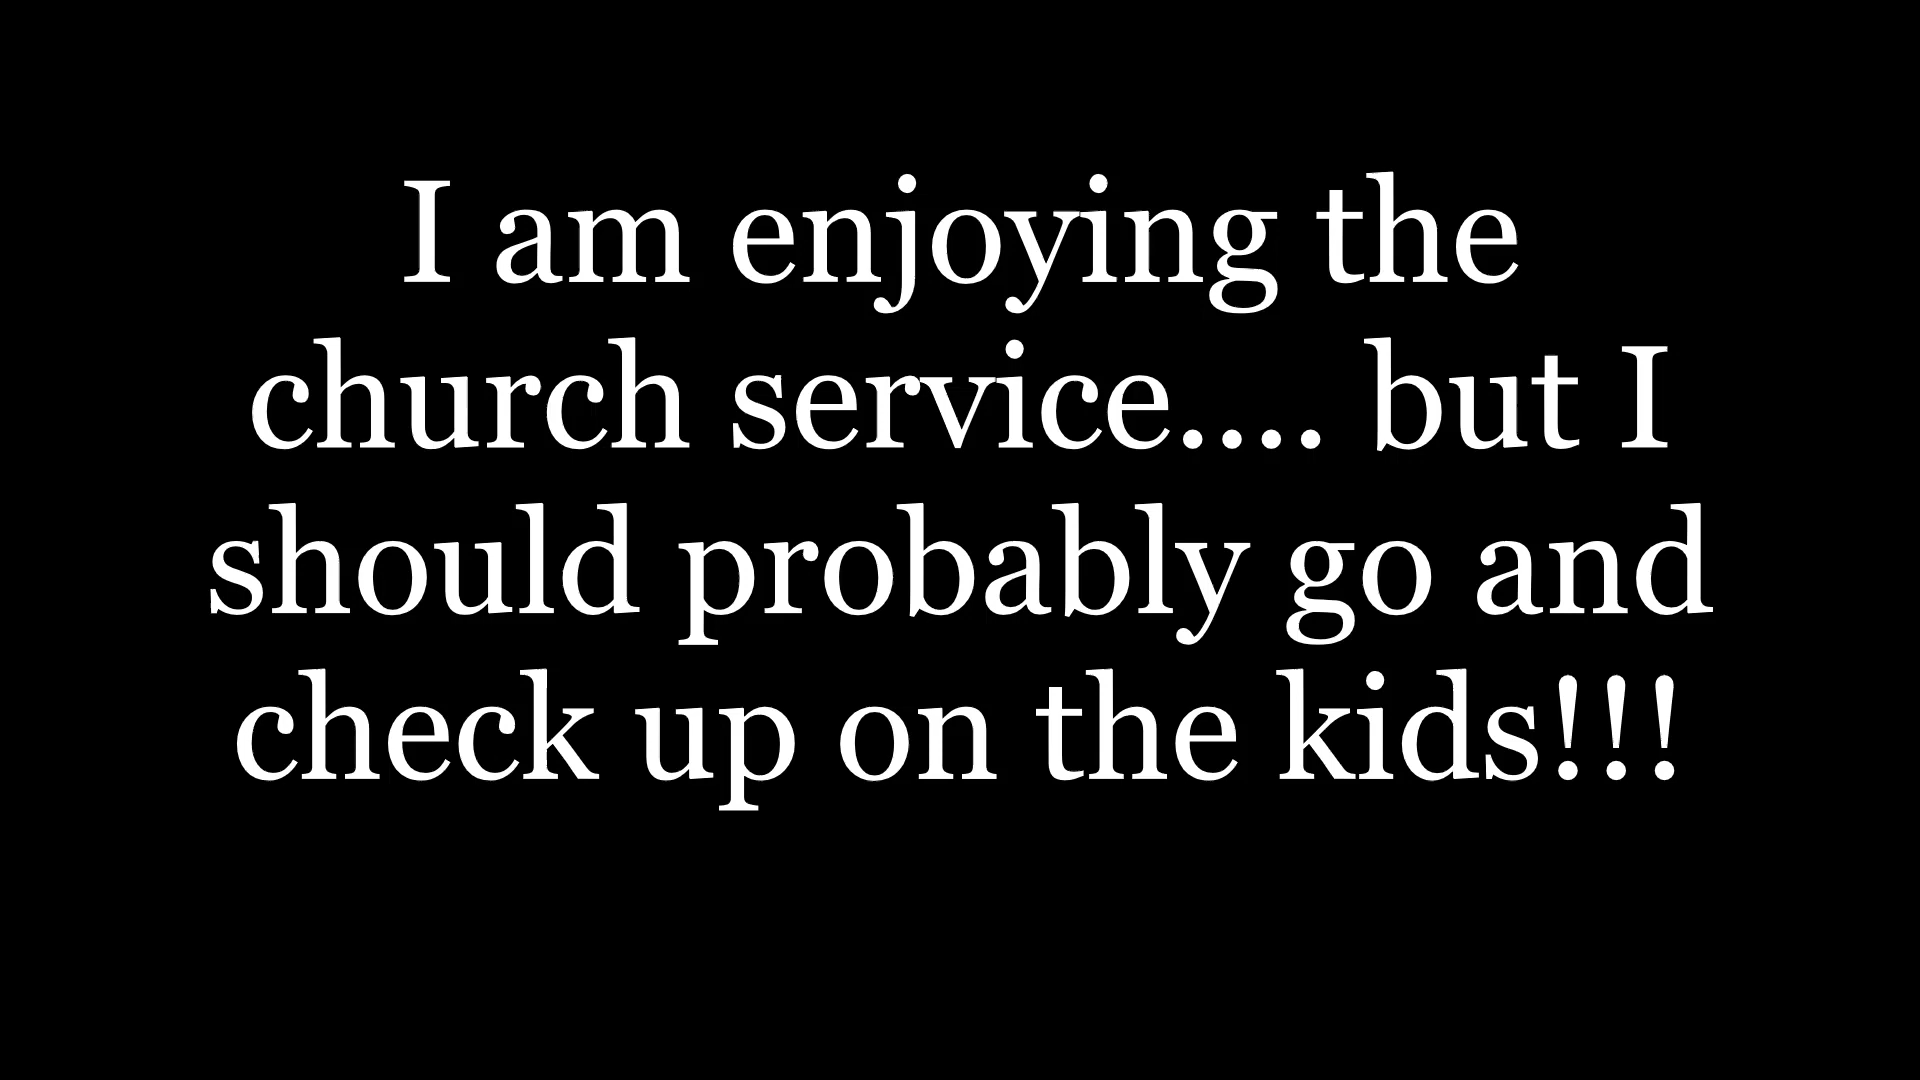 I am enjoying the
church service.... but I
should probably go and
check up on the kids!!!